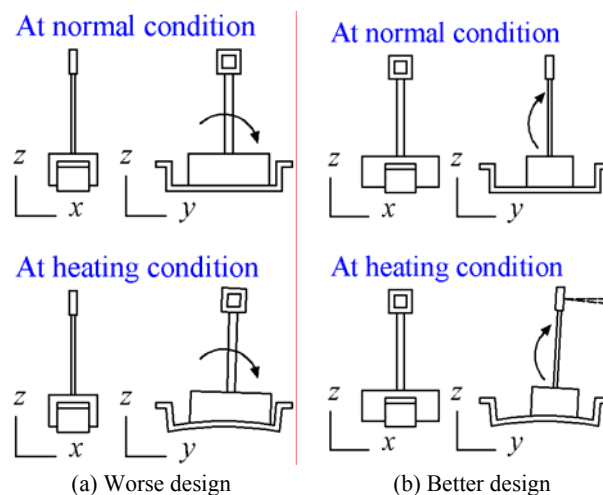 At normal condition
z
x
z
y
At heating condition
z
x
z
y
(a) Worse design
At normal condition
z
x
z
y
At heating condition
z
x
z
y
(b) Better design